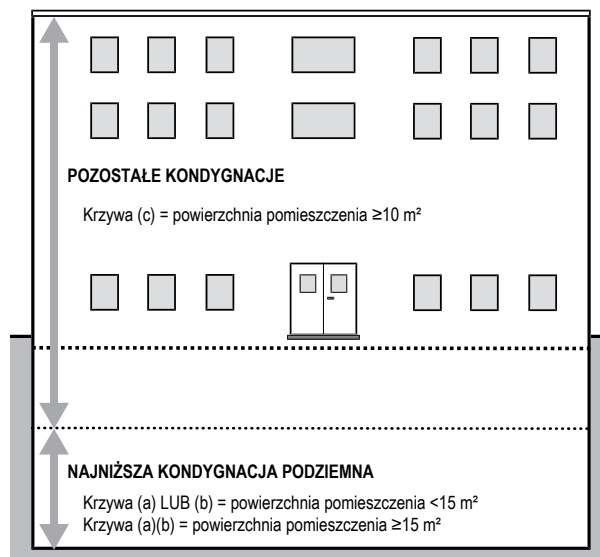 POZOSTAŁE KONDYGNACJE
Krzywa (c) = powierzchnia pomieszczenia ≥10 m²
NAJNIŻSZA KONDYGNACJA PODZIEMNA
Krzywa (a) LUB (b) = powierzchnia pomieszczenia <15 m²
Krzywa (a)(b) = powierzchnia pomieszczenia ≥15 m²